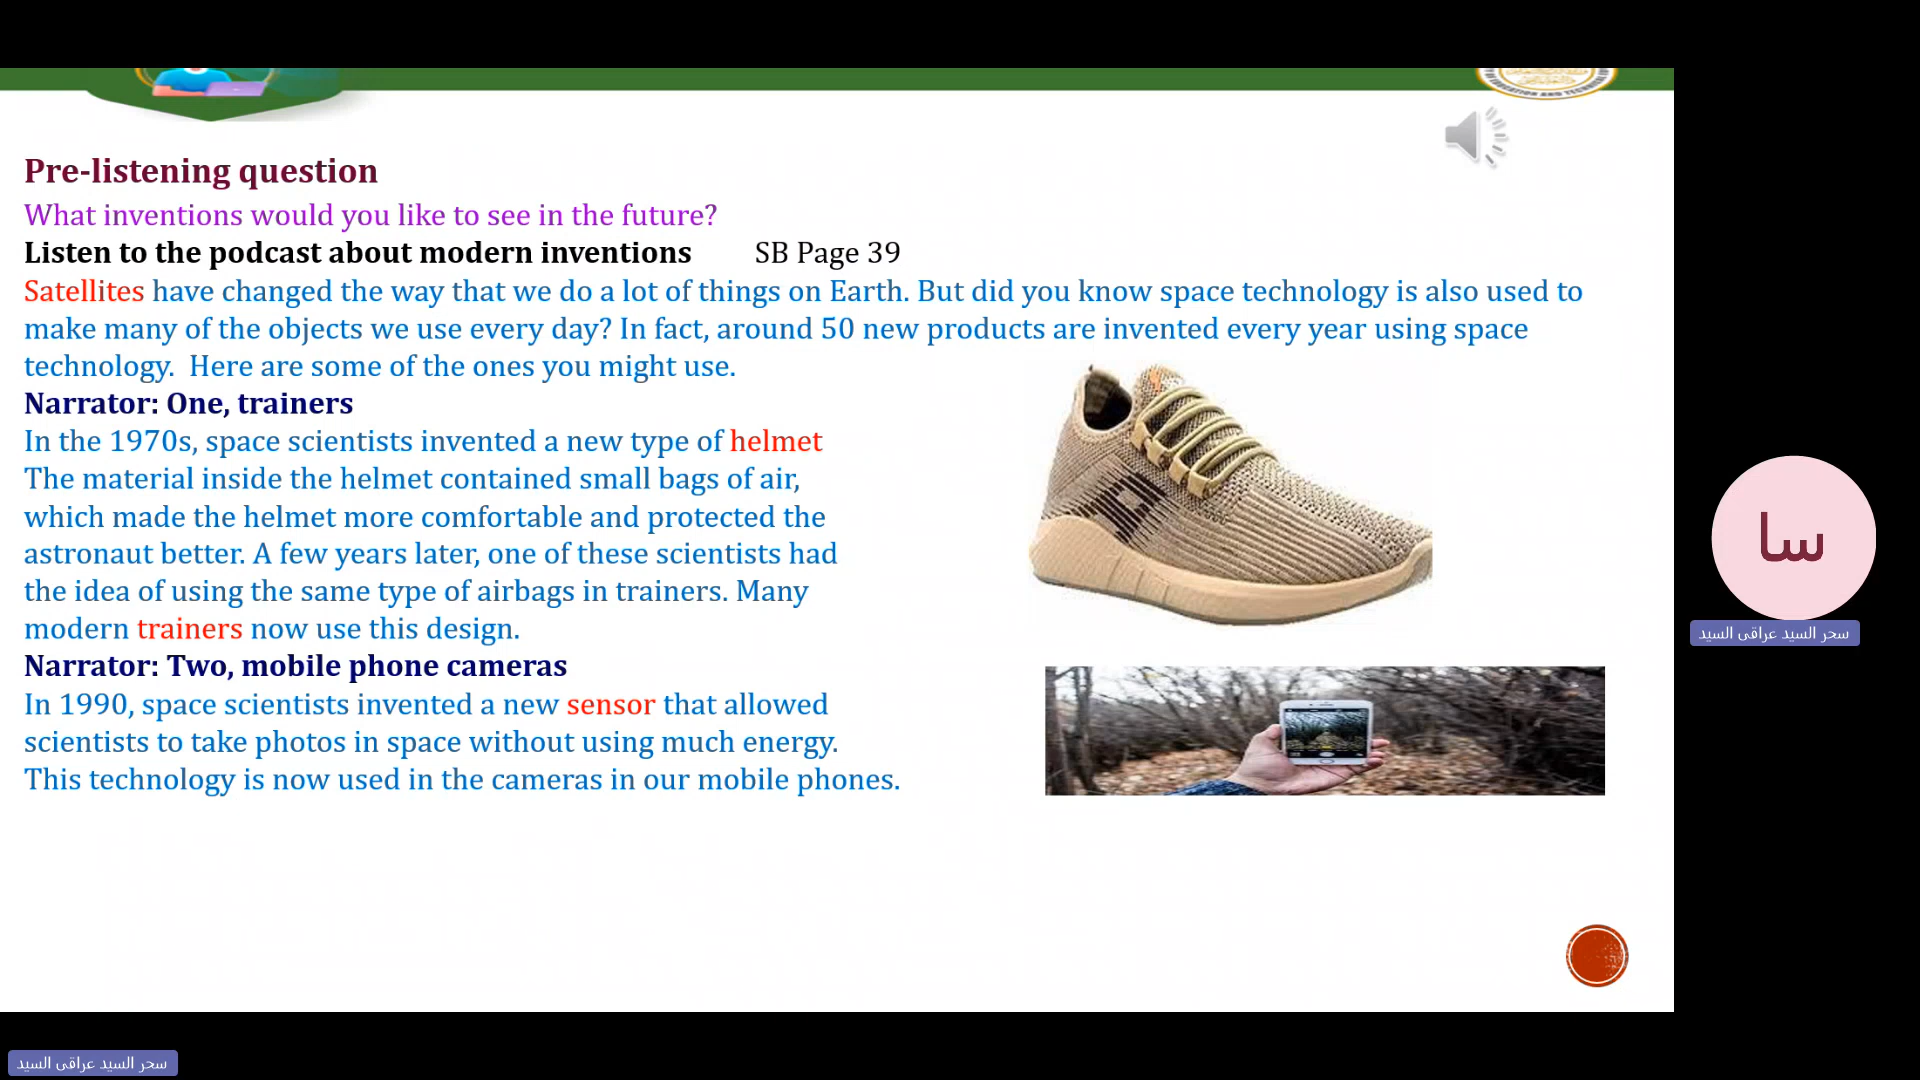 EDUCATION AND TECHNICAL
Pre-listening question
What inventions would you like to see in the future?
Listen to the podcast about modern inventions SB Page 39
Satellites have changed the way that we do a lot of things on Earth. But did you know space technology is also used to
make many of the objects we use every day? In fact, around 50 new products are invented every year using space
technology. Here are some of the ones you might use.
Narrator: One, trainers
In the 1970s, space scientists invented a new type of helmet
The material inside the helmet contained small bags of air,
which made the helmet more comfortable and protected the
astronaut better. A few years later, one of these scientists had
the idea of using the same type of airbags in trainers. Many
modern trainers now use this design.
Narrator: Two, mobile phone cameras
In 1990, space scientists invented a new sensor that allowed
scientists to take photos in space without using much energy.
This technology is now used in the cameras in our mobile phones.
سا
سحر السيد عراقى السيد
سحر السيد عراقى السيد